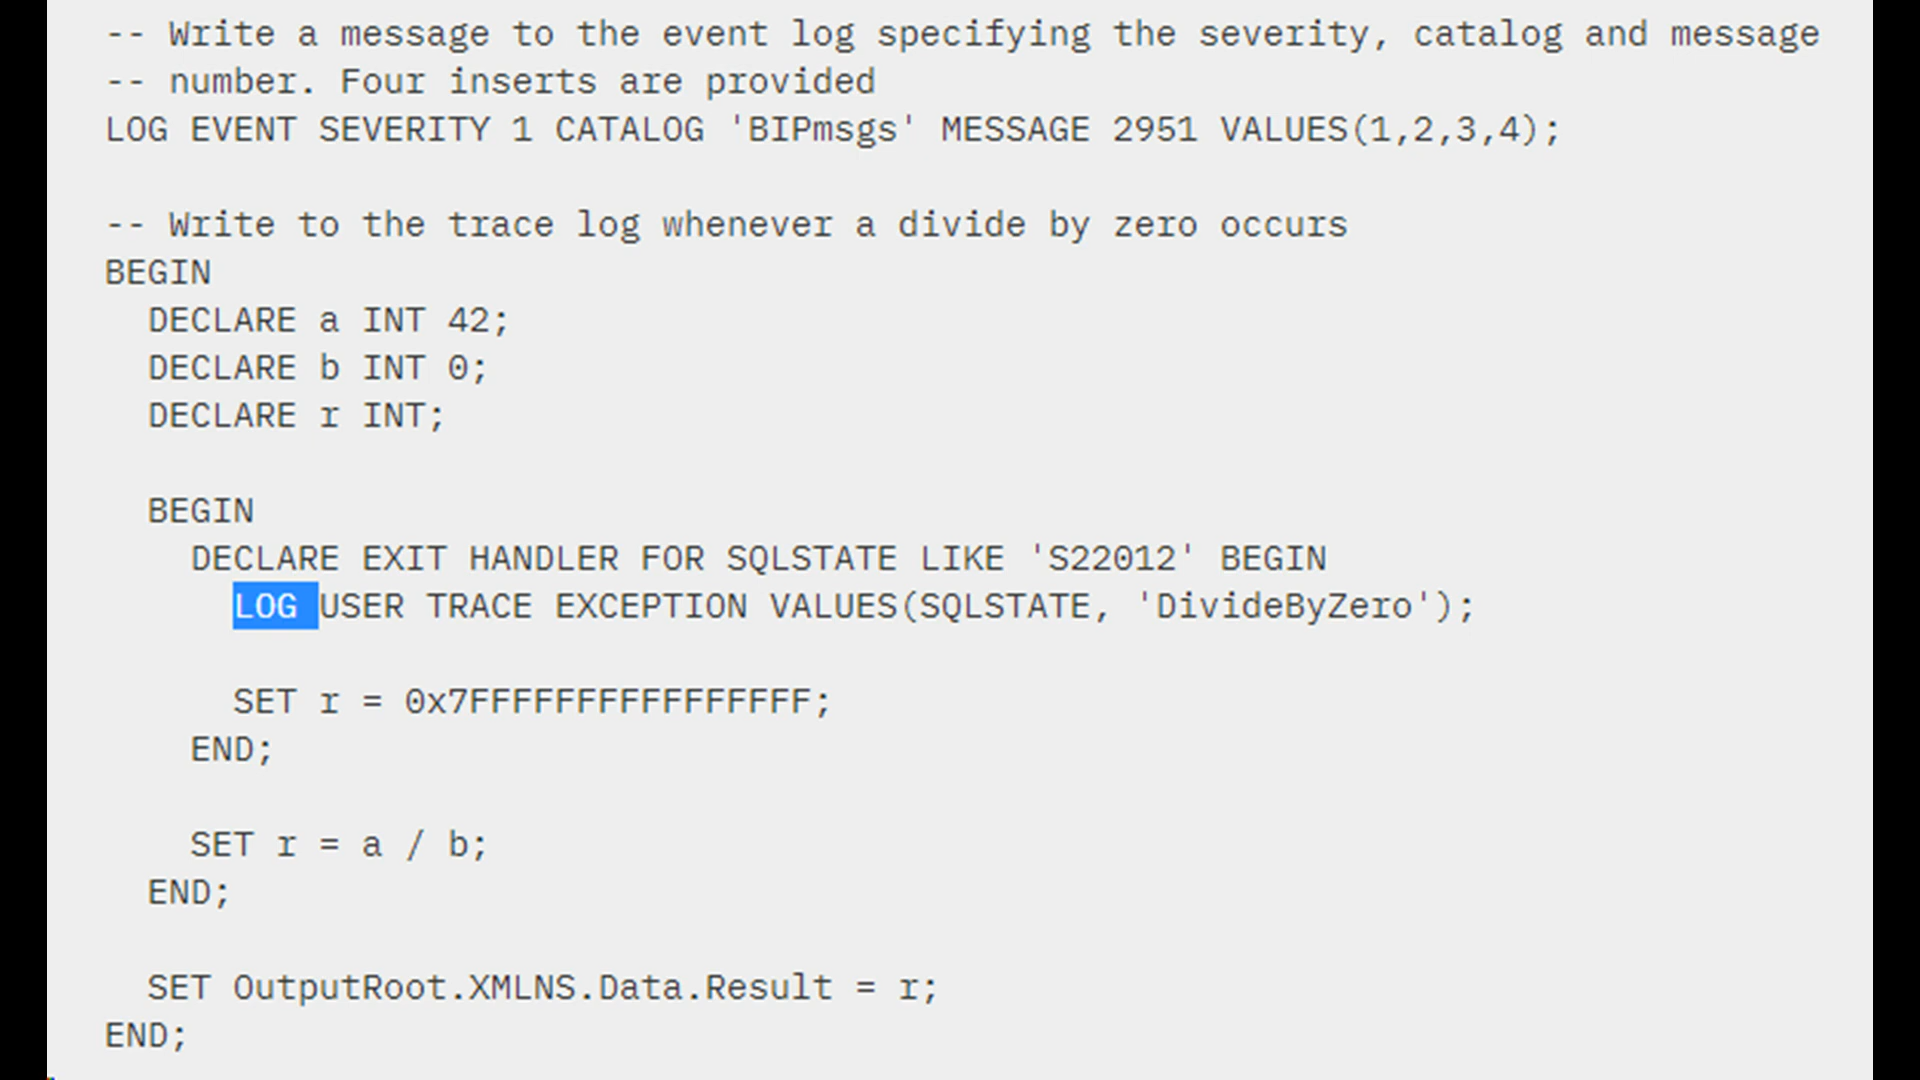 -- Write a message to the event log specifying the severity, catalog and message
-- number. Four inserts are provided
LOG EVENT SEVERITY 1 CATALOG 'BIPmsgs' MESSAGE 2951 VALUES(1,2,3,4);
-- Write to the trace log whenever a divide by zero occurs
BEGIN
DECLARE a INT 42;
DECLARE b INT 0;
DECLARE r INT;
BEGIN
DECLARE EXIT HANDLER FOR SQLSTATE LIKE 'S22012' BEGIN
LOG USER TRACE EXCEPTION VALUES(SQLSTATE, 'DivideByZero');
SET r = 0x7FFFFFFFFFFFFFFFF;
END;
SET r = a / b;
END;
SET OutputRoot.XMLNS.Data.Result = r;
END;